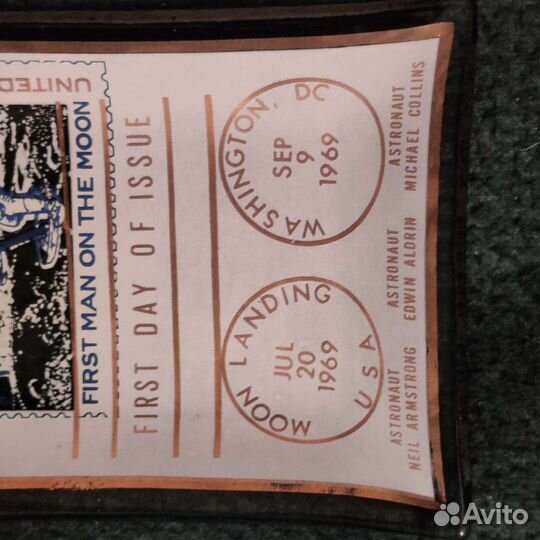 UNITED
FIRST MAN ON THE MOON
FIRST DAY OF ISSUE
MOON LANDING
JUL
20
1969
USA
WASHINGTON, DC
SEP
9
1969
ASTRONAUT
NEIL ARMSTRONG
ASTRONAUT
EDWIN ALDRIN
ASTRONAUT
MICHAEL COLLINS
Avito